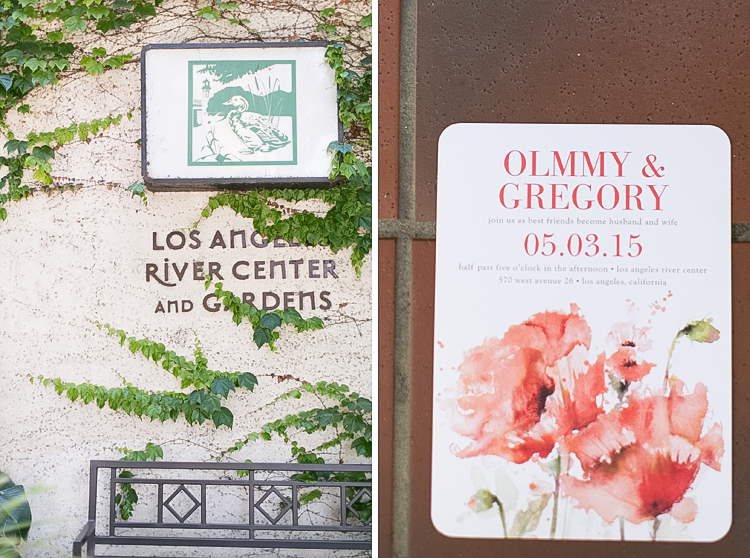 LOS ANGELES
RIVER CENTER
AND GARDENS
OLMMY &
GREGORY
join us as best friends become husband and wife
05.03.15
half past five o'clock in the afternoon • los angeles river center
570 west avenue 26 • los angeles, california